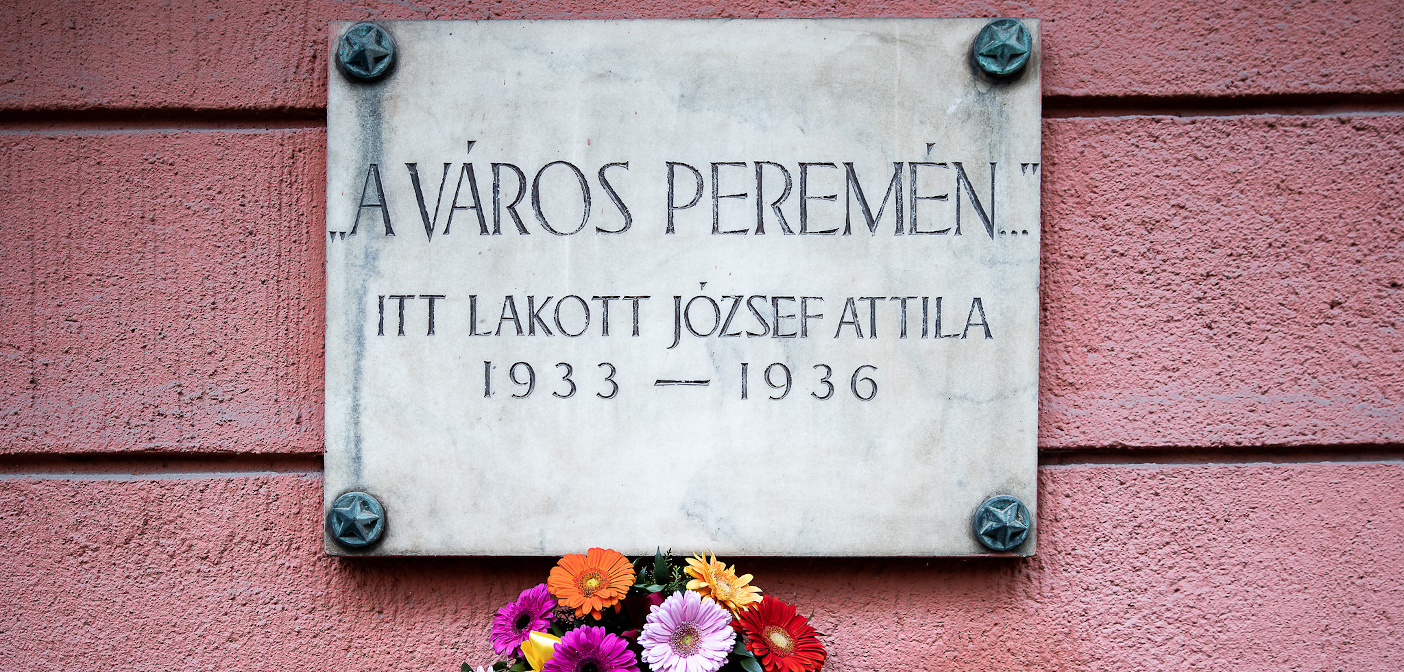 „A VÁROS PEREMÉN..."
ITT LAKOTT JÓZSEF ATTILA
1933 — 1936